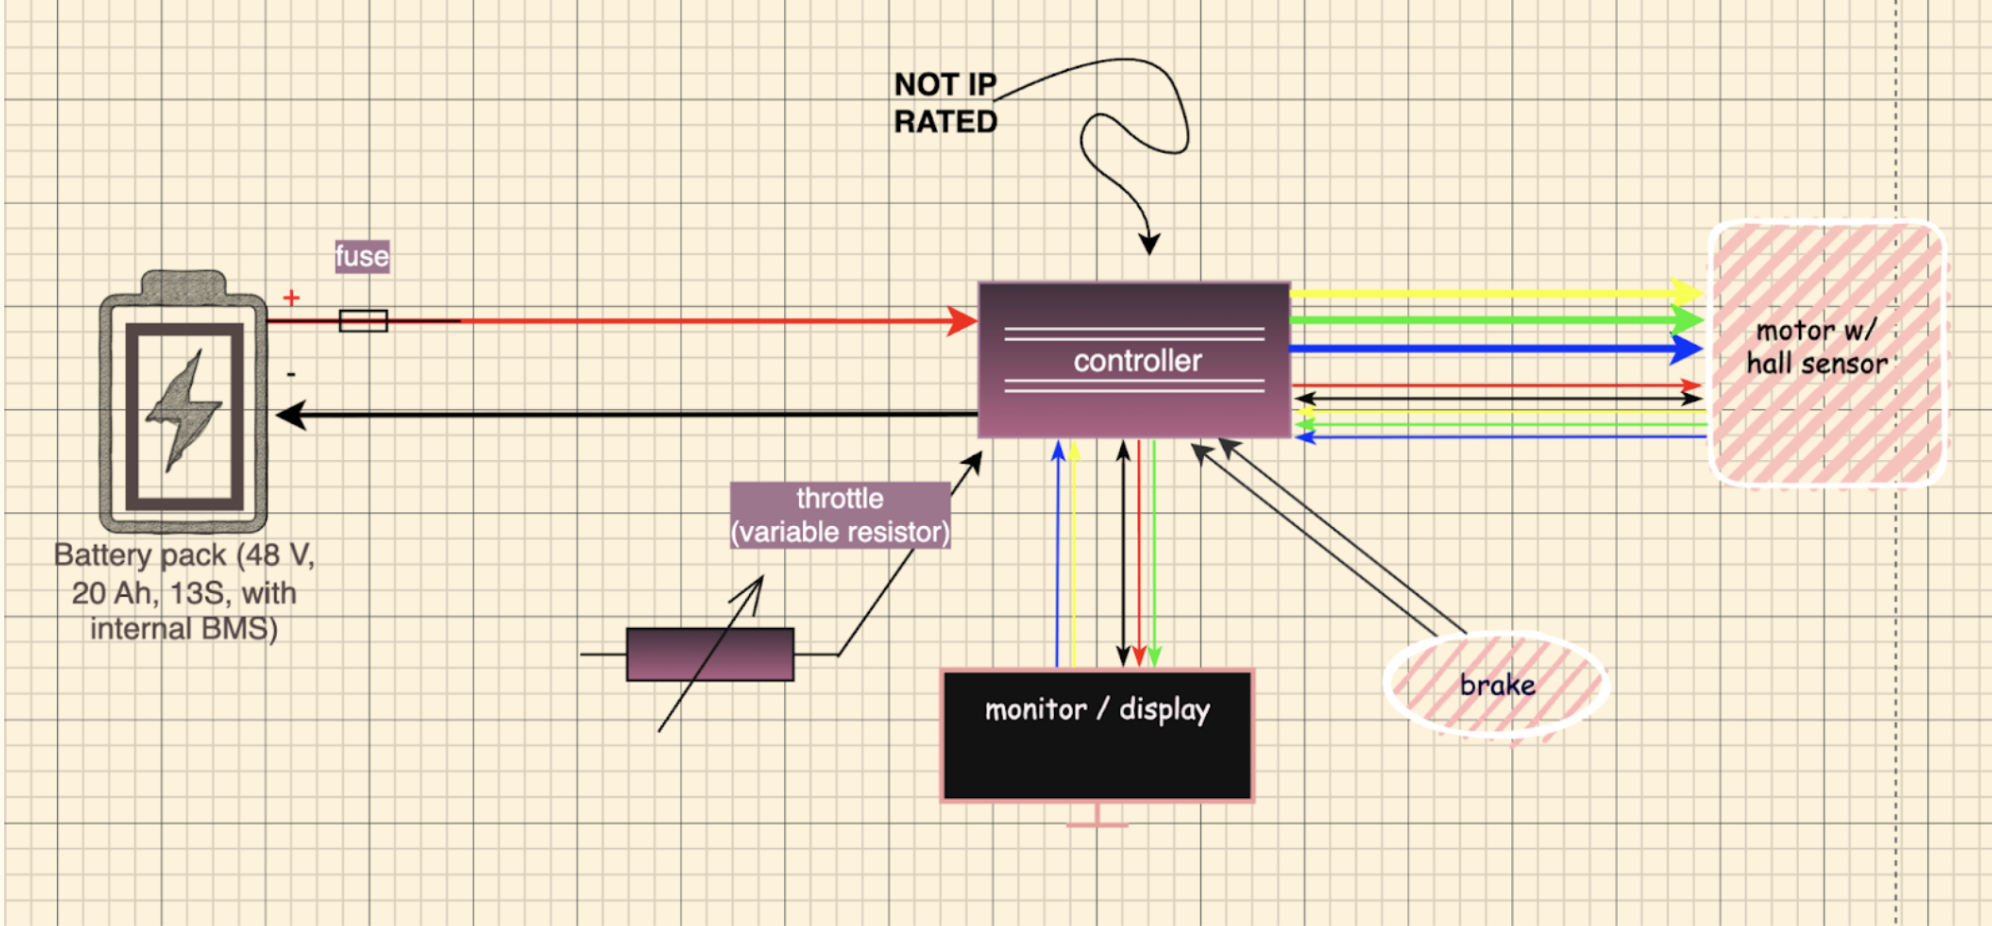 NOT IP
RATED
fuse
+
-
controller
motor w/
hall sensor
throttle
(variable resistor)
Battery pack (48 V,
20 Ah, 13S, with
internal BMS)
monitor / display
brake